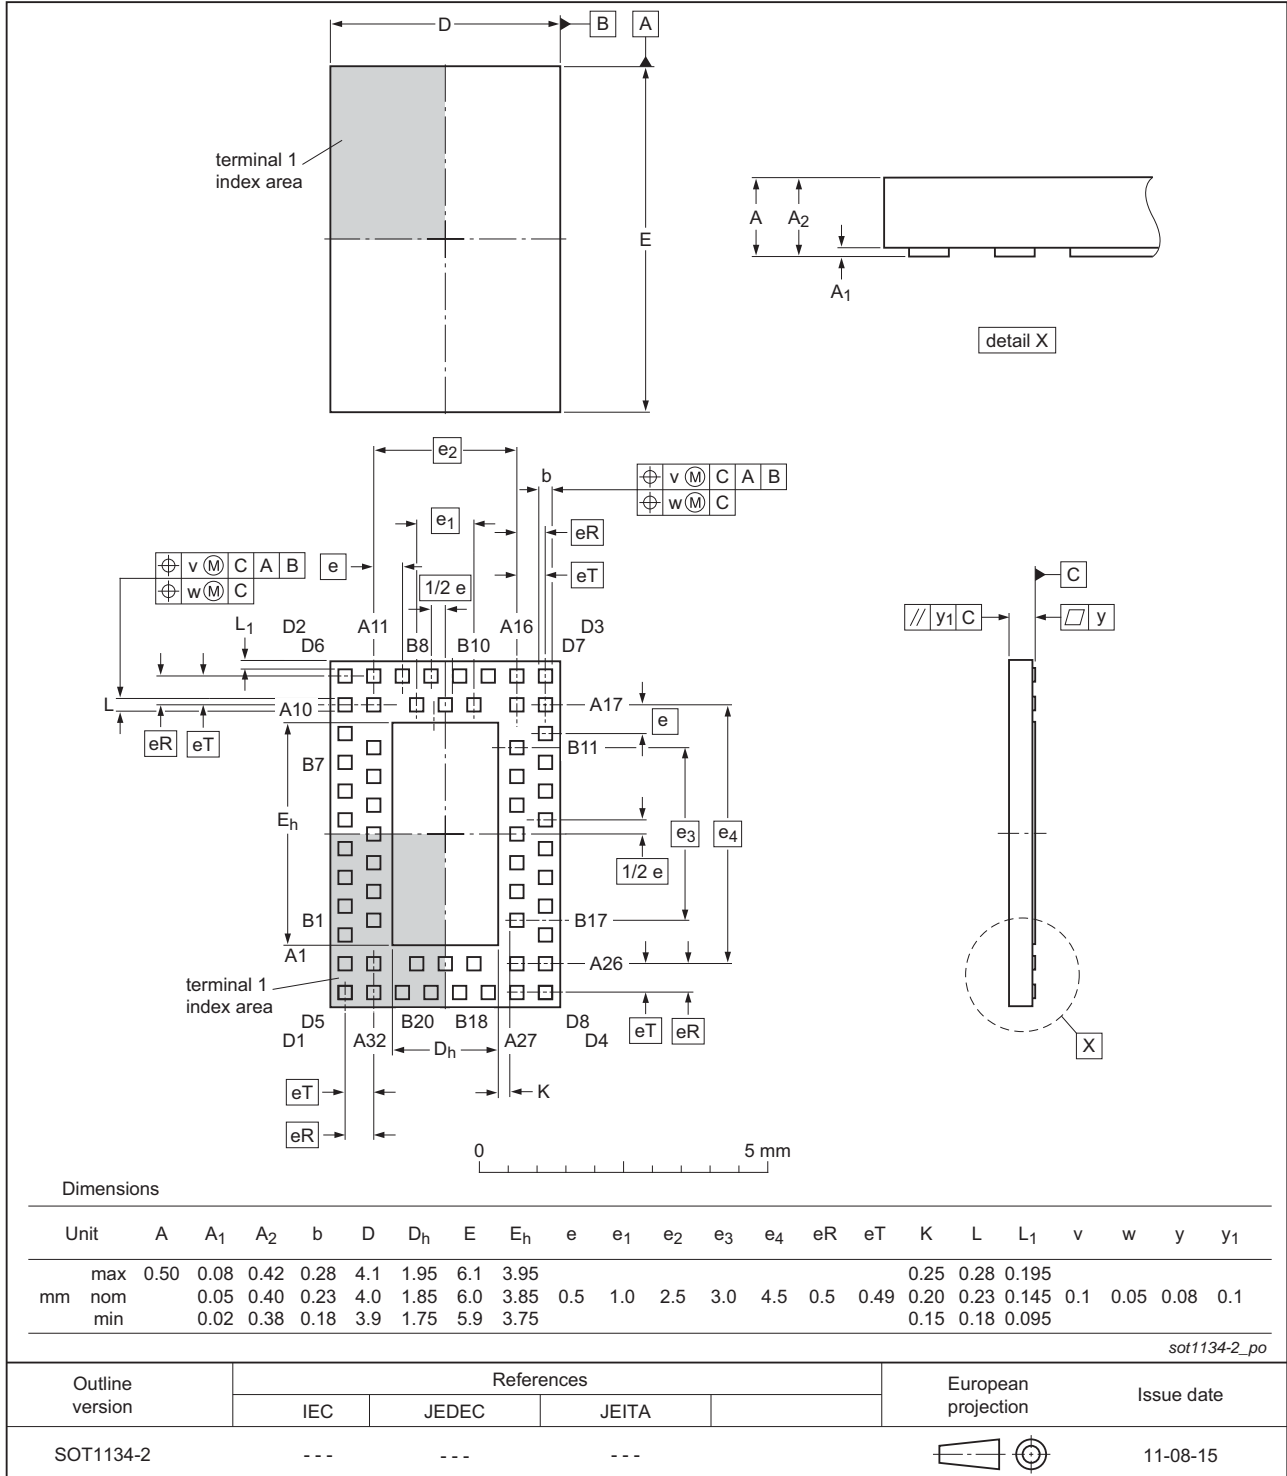 D B A
terminal 1
index area
E
A A2
A1
detail X
e2
b
⌖ v Ⓜ C A B
⌖ w Ⓜ C
e1
eR
⌖ v Ⓜ C A B
⌖ w Ⓜ C
e
1/2 e
eT
C
// y1 C
⏥ y
L1
D2 A11 B8 B10 A16 D3
D6 D7
L
A10 A17
e
eR eT
B11
B7
Eh
e3 e4
1/2 e
B1 B17
A1
A26
terminal 1
index area
D5 B20 B18 D8
D1 A32 Dh A27 D4
eT eR
X
eT
K
eR
0 5 mm
Dimensions
Unit A A1 A2 b D Dh E Eh e e1 e2 e3 e4 eR eT K L L1 v w y y1
max 0.50 0.08 0.42 0.28 4.1 1.95 6.1 3.95 0.25 0.28 0.195
mm nom 0.05 0.40 0.23 4.0 1.85 6.0 3.85 0.5 1.0 2.5 3.0 4.5 0.5 0.49 0.20 0.23 0.145 0.1 0.05 0.08 0.1
min 0.02 0.38 0.18 3.9 1.75 5.9 3.75 0.15 0.18 0.095
sot1134-2_po
Outline
version
References
European
projection
Issue date
IEC JEDEC JEITA
SOT1134-2 - - - - - - - - - 11-08-15